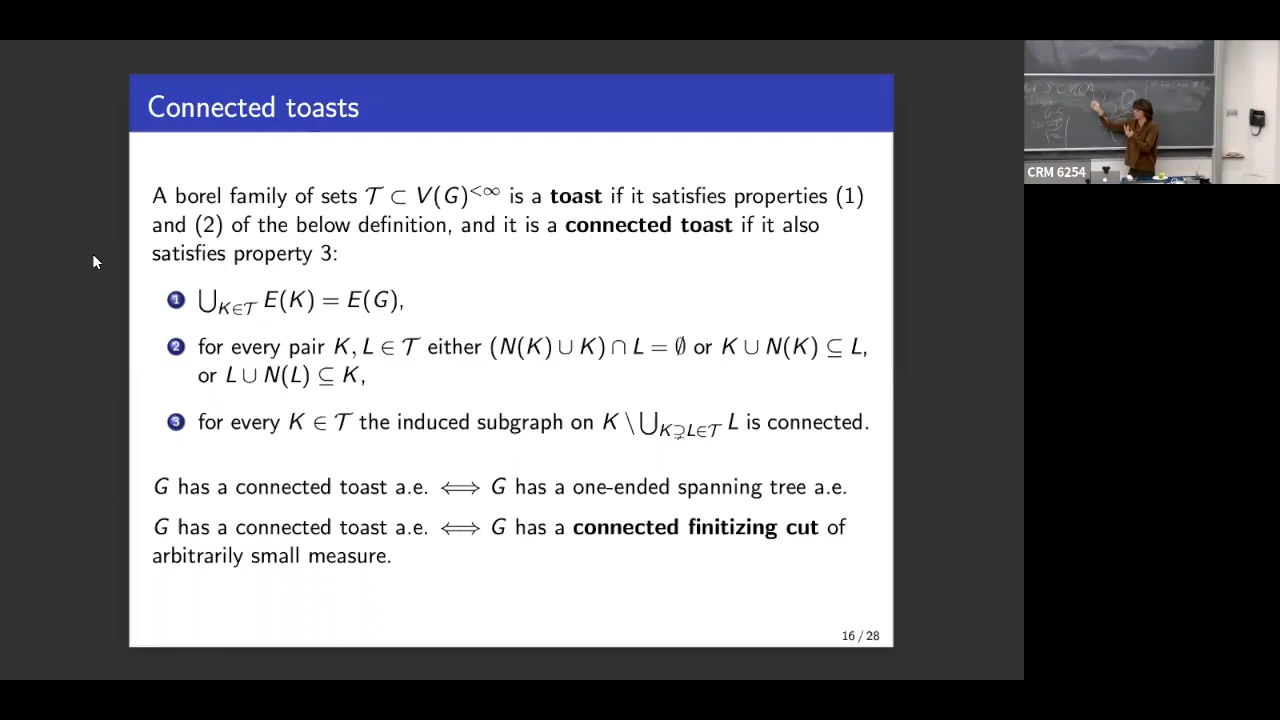 Connected toasts
A borel family of sets 𝒯 ⊂ V(G)^{<∞} is a toast if it satisfies properties (1)
and (2) of the below definition, and it is a connected toast if it also
satisfies property 3:
1 ⋃_{K∈𝒯} E(K) = E(G),
2 for every pair K, L ∈ 𝒯 either (N(K) ∪ K) ∩ L = ∅ or K ∪ N(K) ⊆ L,
or L ∪ N(L) ⊆ K,
3 for every K ∈ 𝒯 the induced subgraph on K \ ⋃_{K⊋L∈𝒯} L is connected.
G has a connected toast a.e. ⟺ G has a one-ended spanning tree a.e.
G has a connected toast a.e. ⟺ G has a connected finitizing cut of
arbitrarily small measure.
16 / 28
CRM 6254